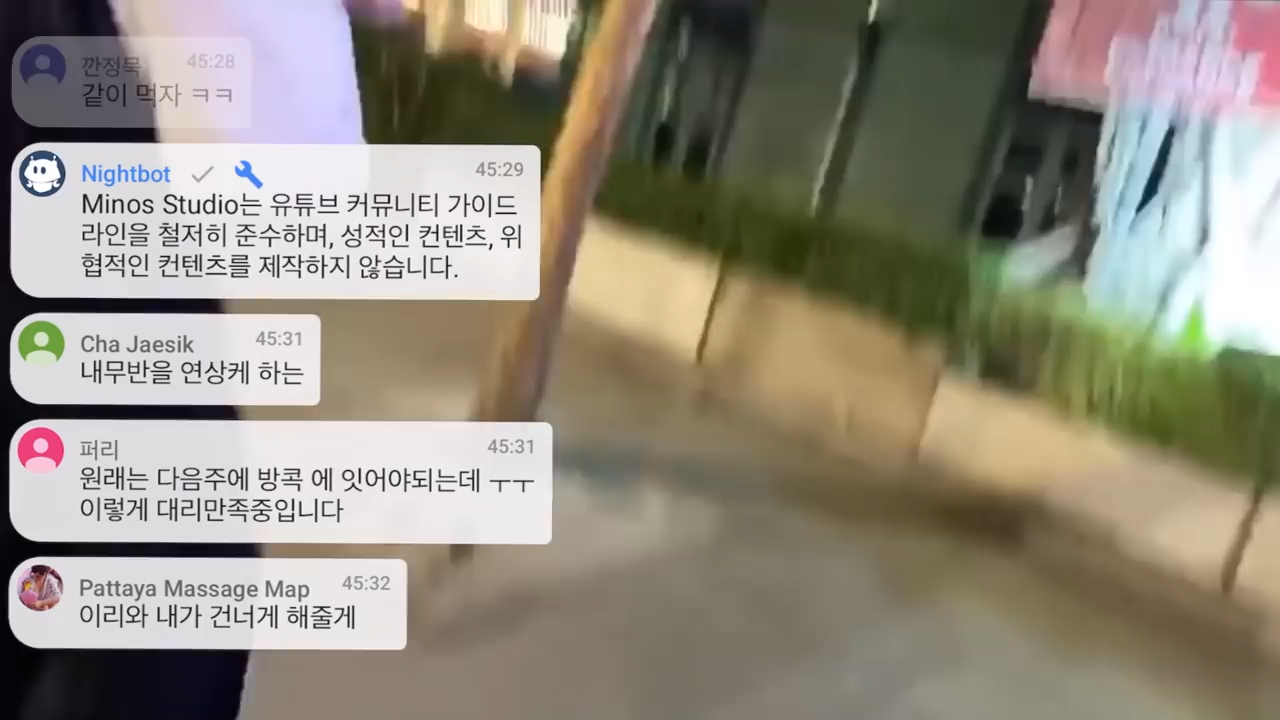 깐정묵 45:28
같이 먹자 ㅋㅋ
Nightbot 45:29
Minos Studio는 유튜브 커뮤니티 가이드
라인을 철저히 준수하며, 성적인 컨텐츠, 위
협적인 컨텐츠를 제작하지 않습니다.
Cha Jaesik 45:31
내무반을 연상케 하는
퍼리 45:31
원래는 다음주에 방콕 에 잇어야되는데 ㅜㅜ
이렇게 대리만족중입니다
Pattaya Massage Map 45:32
이리와 내가 건너게 해줄게